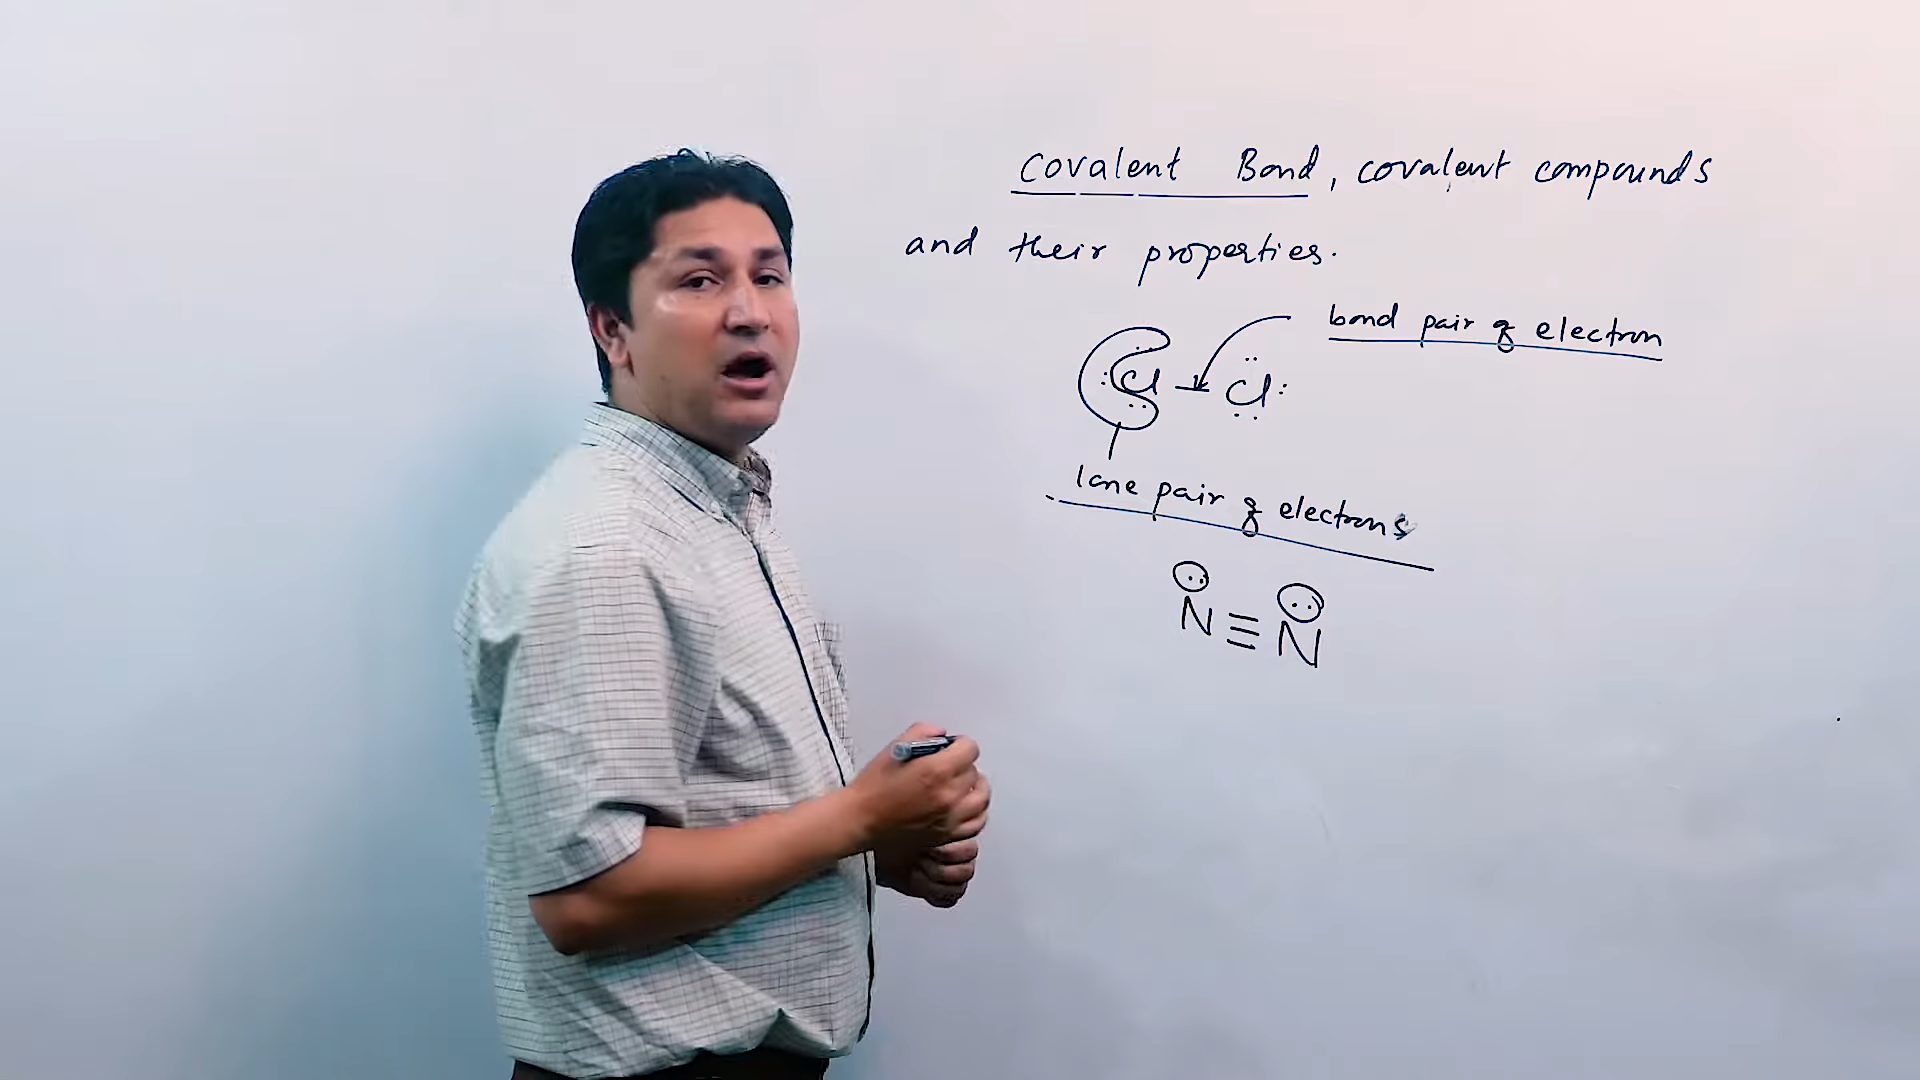 Covalent Bond, covalent compounds
and their properties.
bond pair of electron
:Cl - Cl:
lone pair of electrons
N ≡ N